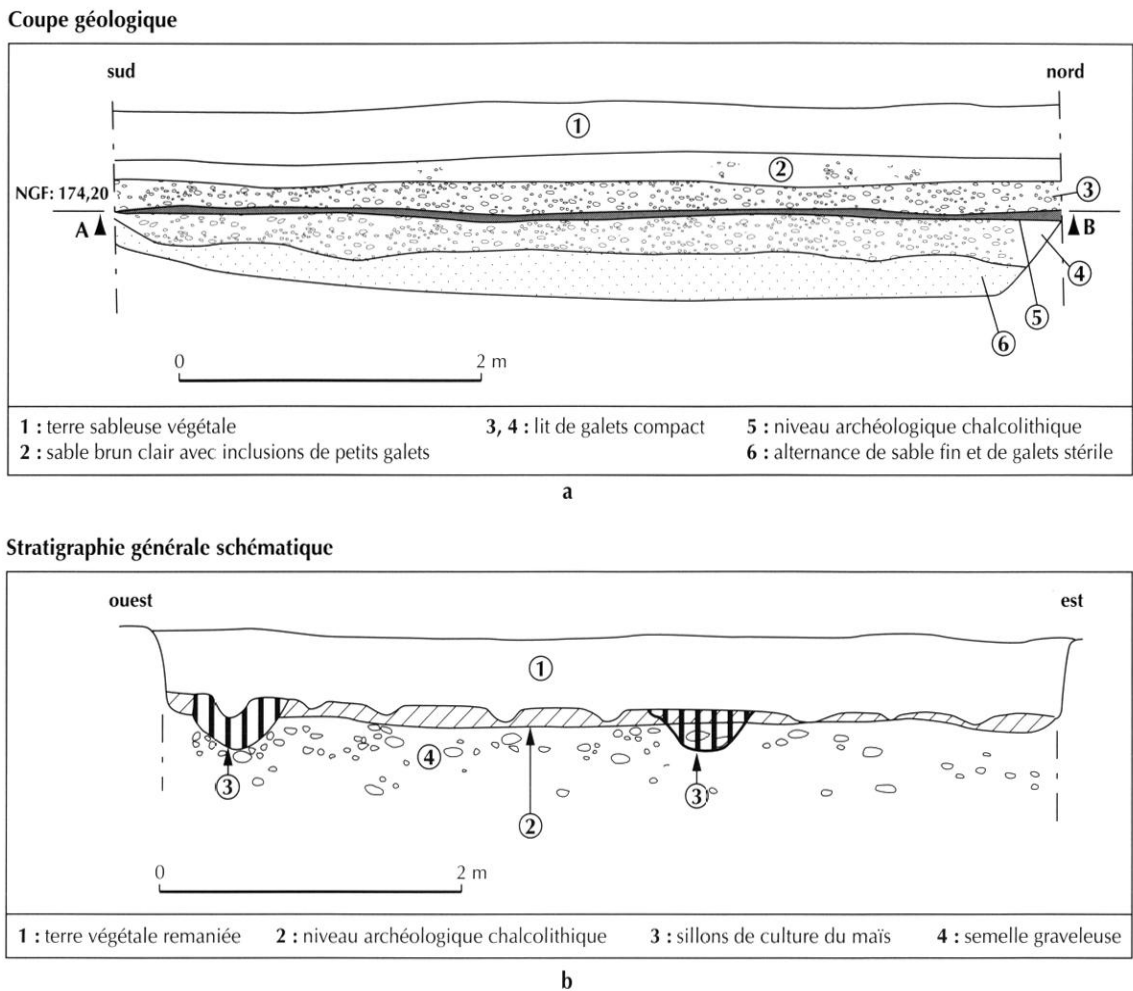 Coupe géologique
sud nord
①
②
NGF: 174,20 ③
A B
④
⑤
⑥
0 2 m
1 : terre sableuse végétale 3, 4 : lit de galets compact 5 : niveau archéologique chalcolithique
2 : sable brun clair avec inclusions de petits galets 6 : alternance de sable fin et de galets stérile
a
Stratigraphie générale schématique
ouest est
①
④
③ ③
②
0 2 m
1 : terre végétale remaniée 2 : niveau archéologique chalcolithique 3 : sillons de culture du maïs 4 : semelle graveleuse
b